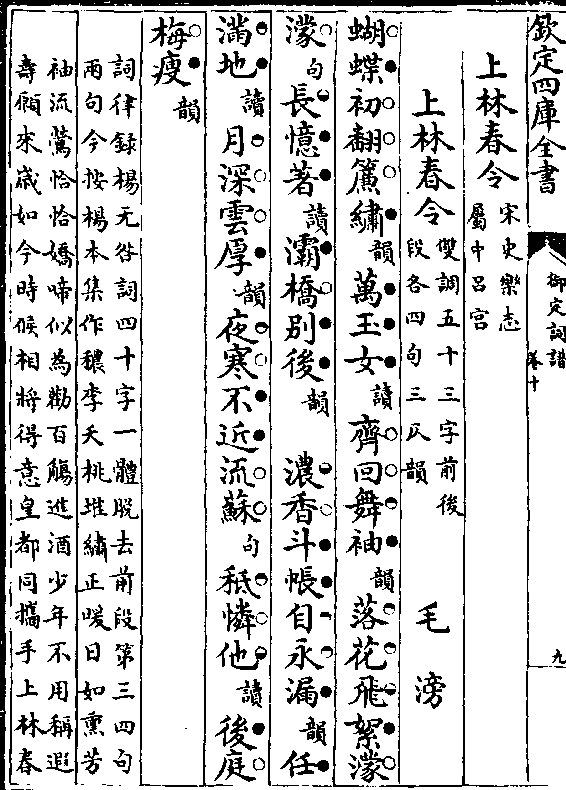 欽定四庫全書
御定詞譜
卷十
九
上林春令
宋史樂志
屬中呂宮
上林春令
雙調五十三字前後
段各四句三仄韻
毛滂
蝴蝶初翻簾繡韻萬玉女讀齊回舞袖韻落花飛絮濛
濛句長憶著讀灞橋別後韻 濃香斗帳自永漏韻任
滿地讀月深雲厚韻夜寒不近流蘇句秖憐他讀後庭
梅瘦韻
詞律錄楊无咎詞四十字一體脫去前段第三四句
兩句今按楊本集作穠李夭桃堆繡正暖日如熏芳
袖流鶯恰恰嬌啼似為勸百觴進酒少年不用稱遐
壽願來歲如今時候相將得意皇都同攜手上林春